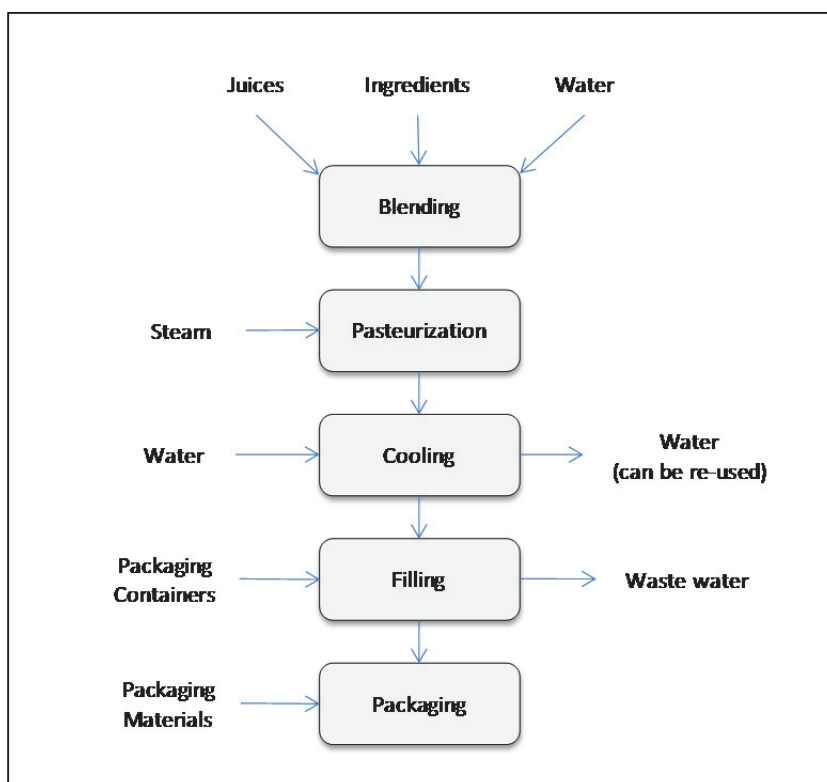 Juices Ingredients Water
Blending
Steam Pasteurization
Water Cooling Water
(can be re-used)
Packaging
Containers
Filling Waste water
Packaging
Materials
Packaging